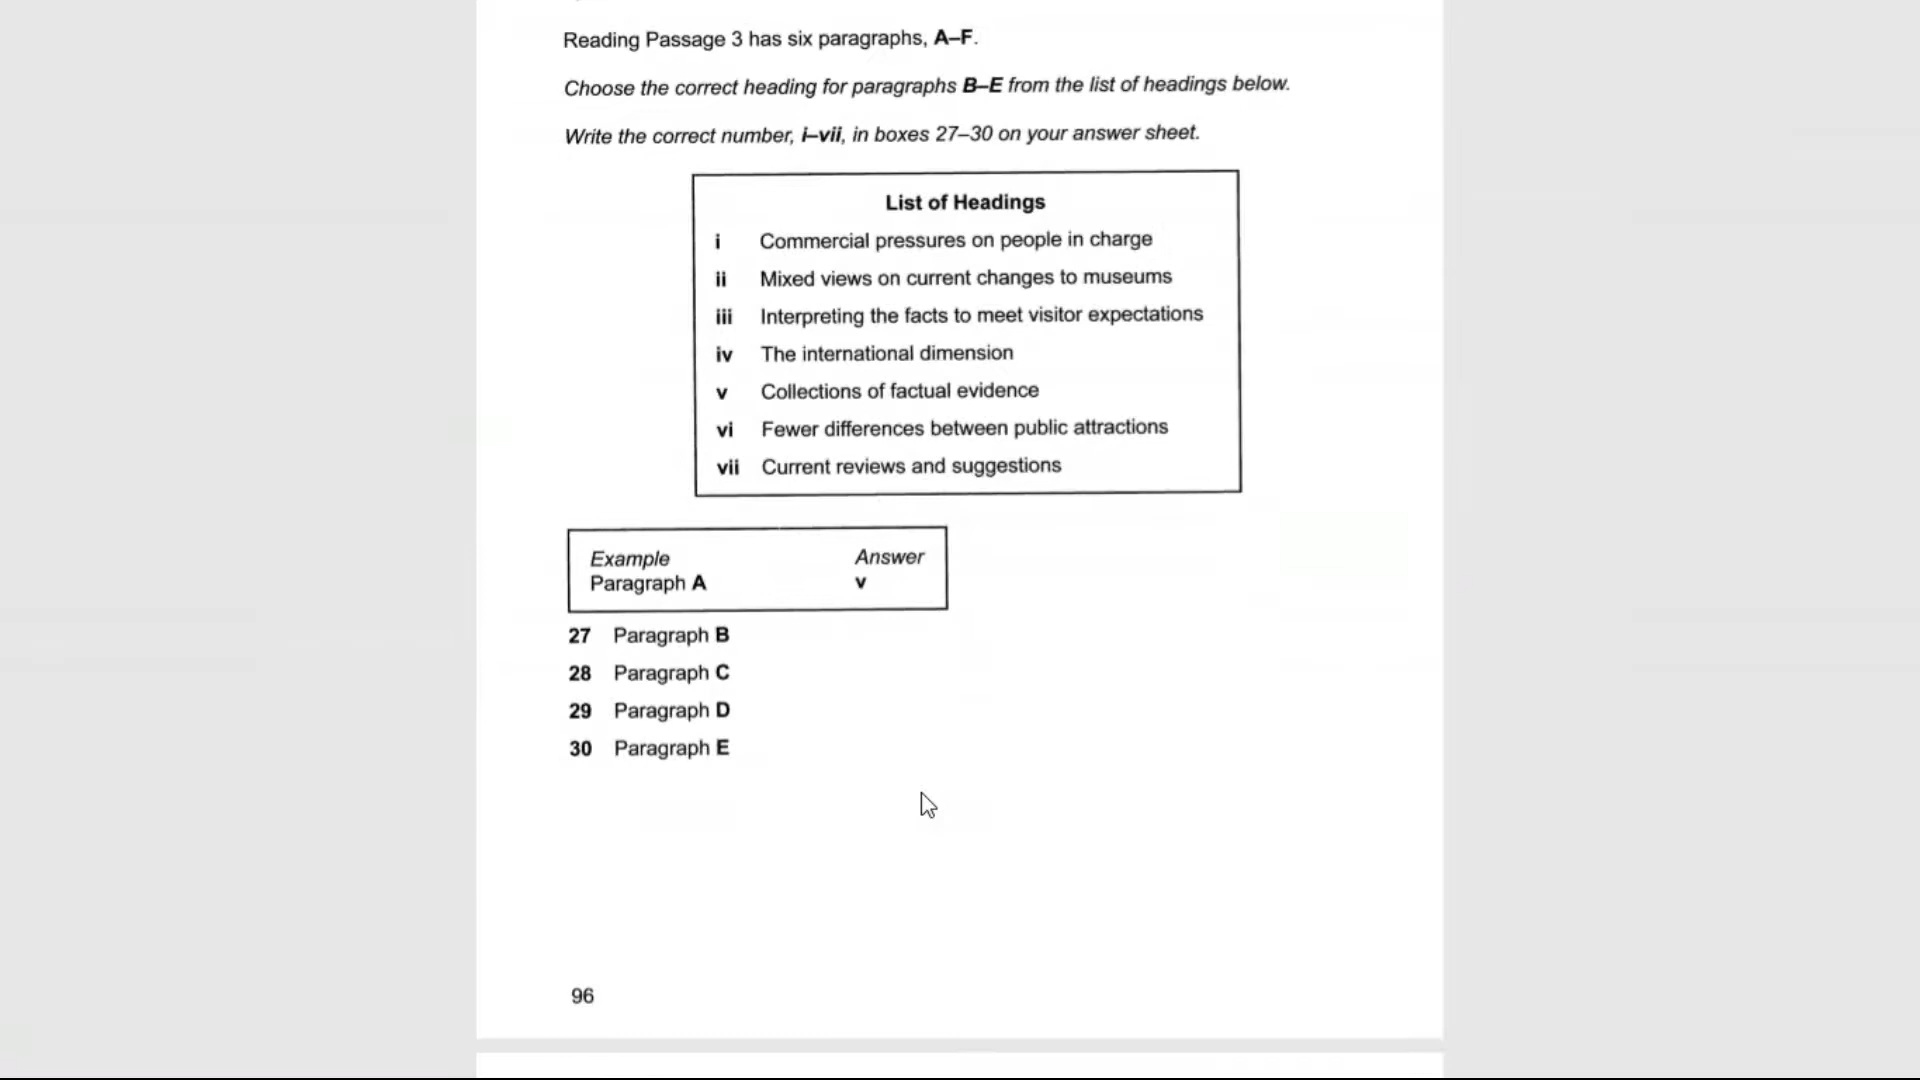 Reading Passage 3 has six paragraphs, A–F.
Choose the correct heading for paragraphs B–E from the list of headings below.
Write the correct number, i–vii, in boxes 27–30 on your answer sheet.
List of Headings
i Commercial pressures on people in charge
ii Mixed views on current changes to museums
iii Interpreting the facts to meet visitor expectations
iv The international dimension
v Collections of factual evidence
vi Fewer differences between public attractions
vii Current reviews and suggestions
Example Answer
Paragraph A v
27 Paragraph B
28 Paragraph C
29 Paragraph D
30 Paragraph E
96